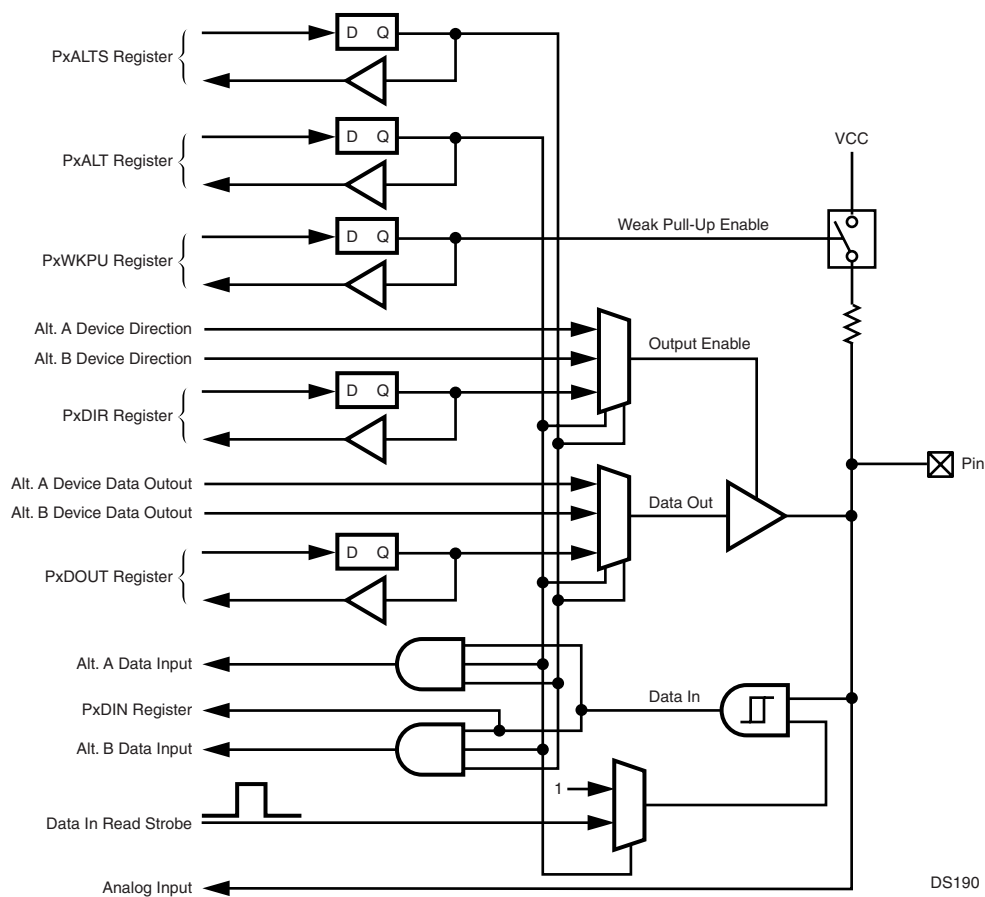 D Q
PxALTS Register
D Q
PxALT Register
VCC
D Q
Weak Pull-Up Enable
PxWKPU Register
Alt. A Device Direction
Output Enable
Alt. B Device Direction
D Q
PxDIR Register
Pin
Alt. A Device Data Outout
Data Out
Alt. B Device Data Outout
D Q
PxDOUT Register
Alt. A Data Input
Data In
PxDIN Register
Alt. B Data Input
1
Data In Read Strobe
Analog Input
DS190